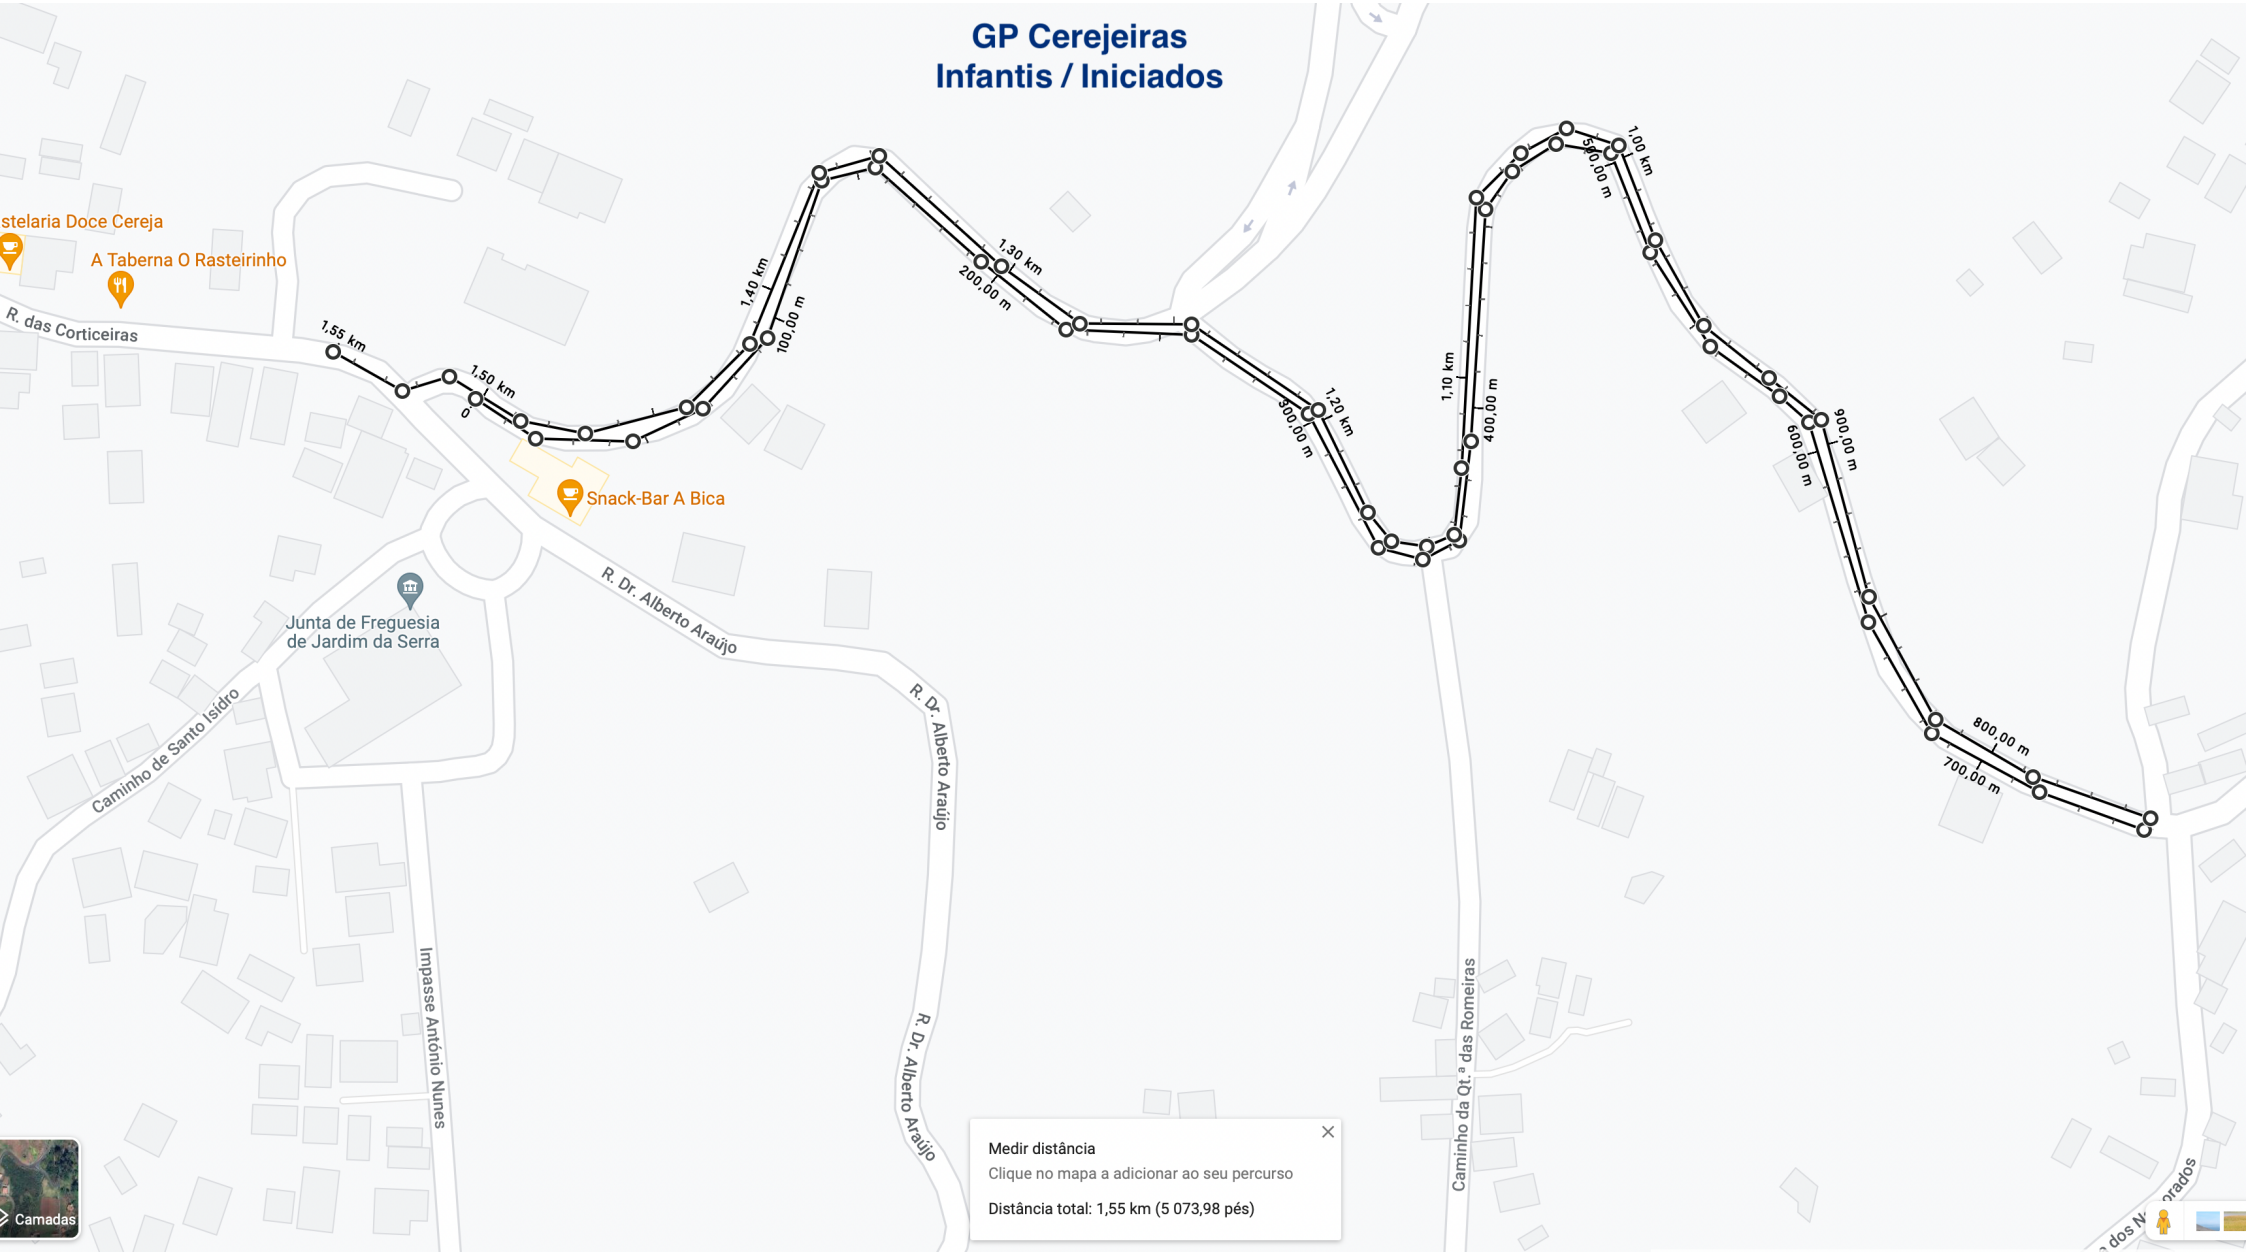 GP Cerejeiras
Infantis / Iniciados
stelaria Doce Cereja
A Taberna O Rasteirinho
R. das Corticeiras
1,55 km
1,50 km
0
1,40 km
100,00 m
1,30 km
200,00 m
1,20 km
300,00 m
1,10 km
400,00 m
1,00 km
500,00 m
900,00 m
600,00 m
800,00 m
700,00 m
Snack-Bar A Bica
Junta de Freguesia
de Jardim da Serra
R. Dr. Alberto Araújo
R. Dr. Alberto Araújo
R. Dr. Alberto Araújo
Caminho de Santo Isídro
Impasse António Nunes
Caminho da Qt.ª das Romeiras
Medir distância
Clique no mapa a adicionar ao seu percurso
Distância total: 1,55 km (5 073,98 pés)
Camadas